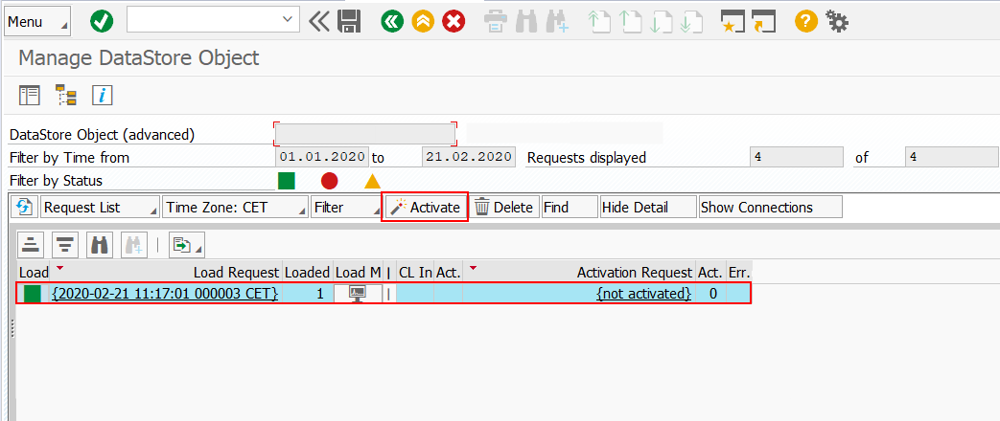 Menu
Manage DataStore Object
DataStore Object (advanced)
Filter by Time from 01.01.2020 to 21.02.2020 Requests displayed 4 of 4
Filter by Status
Request List Time Zone: CET Filter Activate Delete Find Hide Detail Show Connections
Load Load Request Loaded Load M | CL In Act. Activation Request Act. Err.
{2020-02-21 11:17:01 000003 CET} 1 | {not activated} 0